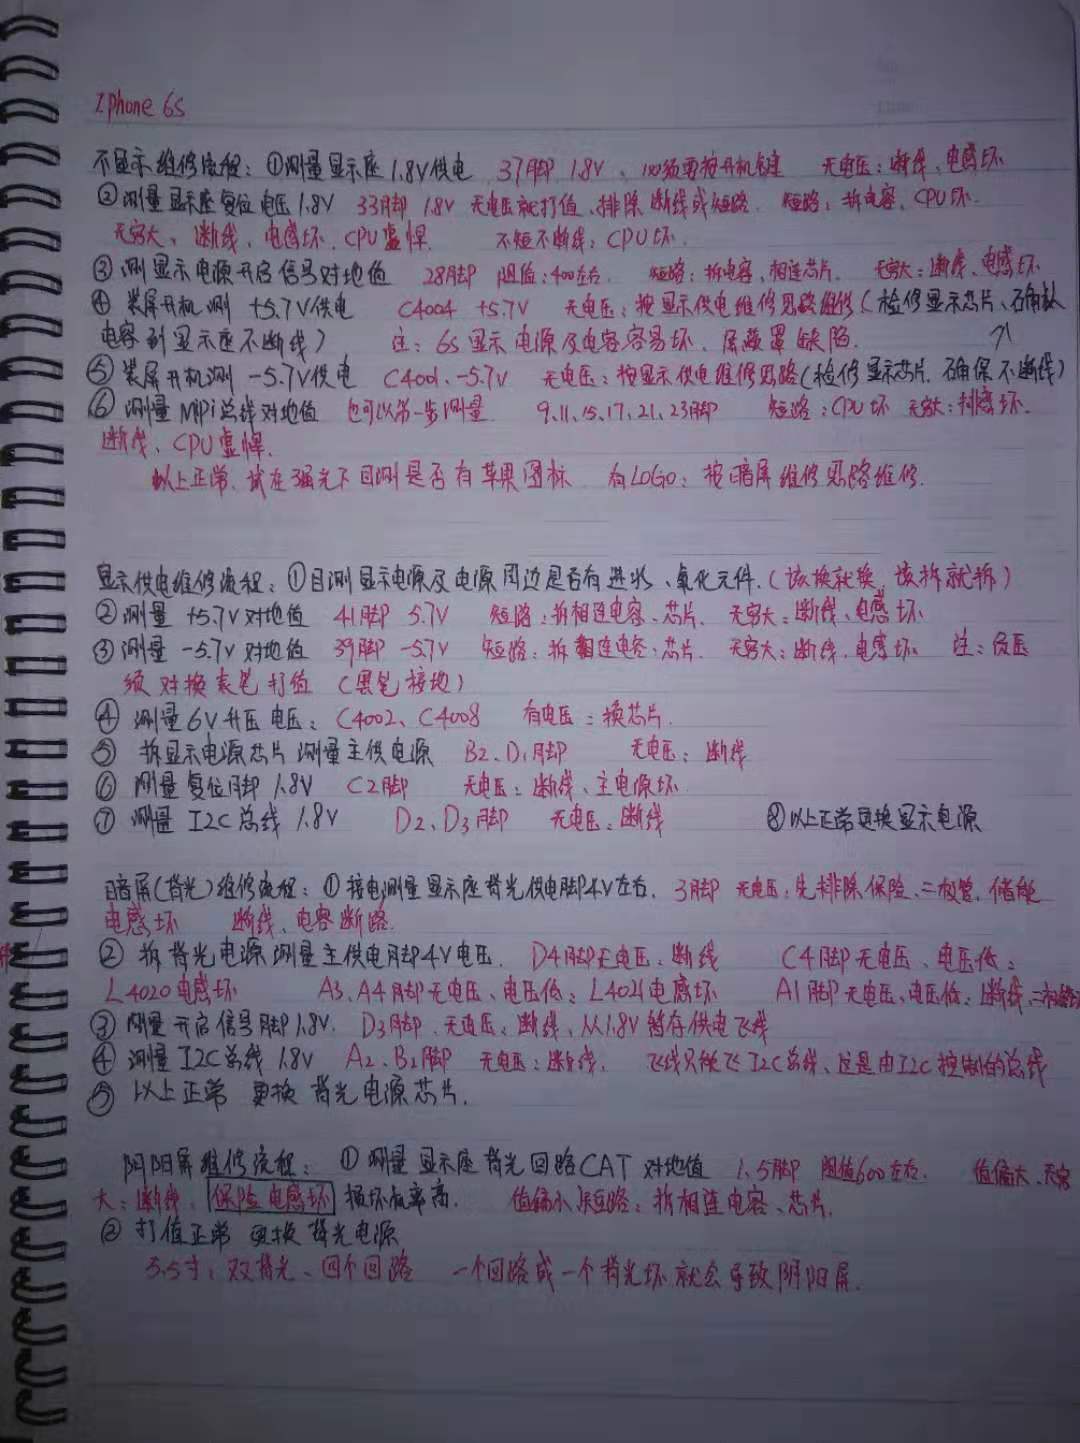 Iphone 6S
不显示维修流程：①测量显示座1.8V供电 37脚 1.8V、必须要按开机键 无电压：断线、电感坏
②测量显示座复位电压1.8V 33脚 1.8V 无电压就打值、排除断线或短路. 短路：拆电容、CPU坏.
无穷大、断线、电感坏、CPU虚悍. 不短不断线：CPU坏.
③测显示电源开启信号对地值 28脚 阻值：400左右. 短路：拆电容、相连芯片. 无穷大：断线、电感坏
④装屏开机测 +5.7V供电 C4004 +5.7V 无电压：按显示供电维修思路维修(检修显示芯片、确认
电容到显示座不断线) 注：6S显示电源及电容容易坏、屏蔽罩缺陷.
⑤装屏开机测 -5.7V供电 C4001、-5.7V 无电压：按显示供电维修思路(检修显示芯片. 确保不断线)
⑥测量Mipi总线对地值 也可以第一步测量 9.11.15.17.21.23脚 短路：CPU坏 无穷大：电感坏.
断线、CPU虚悍.
以上正常、试在强光下目测是否有苹果图标 有LOGO：按暗屏维修思路维修.
显示供电维修流程：①目测显示电源及电源周边是否有进水、氧化元件.(该换就换、该拆就拆)
②测量 +5.7V对地值 41脚 5.7V 短路：拆相连电容、芯片. 无穷大：断线、电感坏
③测量 -5.7V对地值 39脚 -5.7V 短路：拆相连电容、芯片. 无穷大：断线、电感坏 注：负压
须对换表笔打值 (黑笔接地)
④测量6V升压电压：C4002、C4008 有电压：换芯片.
⑤拆显示电源芯片测量主供电源 B2、D1脚 无电压：断线
⑥测量复位脚1.8V C2脚 无电压：断线、主电源坏
⑦测量 I2C总线1.8V D2、D3脚 无电压：断线 ⑧以上正常更换显示电源
暗屏(背光)维修流程：①接电测量显示座背光供电脚4V左右. 3脚 无电压：先排除保险、二极管、储能
电感坏 断线、电容断路.
②拆背光电源测量主供电脚4V电压. D4脚无电压：断线 C4脚无电压、电压低：
L4020电感坏 A3、A4脚无电压、电压低：L4021电感坏 A1脚无电压、电压低：断线、二极管坏
③测量开启信号脚1.8V. D3脚、无电压：断线、从1.8V暂存供电飞线
④测量 I2C总线1.8V A2、B2脚 无电压：断线. 飞线只能飞I2C总线、这是由I2C控制的总线
⑤以上正常 更换背光电源芯片.
阴阳屏维修流程：①测量显示座背光回路CAT对地值 1.5脚 阻值600左右. 值偏大、无穷
大：断线、保险电感坏 损坏概率高. 值偏小：拆相连电容、芯片.
②打值正常 更换背光电源
5.5寸：双背光、四个回路 一个回路或一个背光坏就会导致阴阳屏.